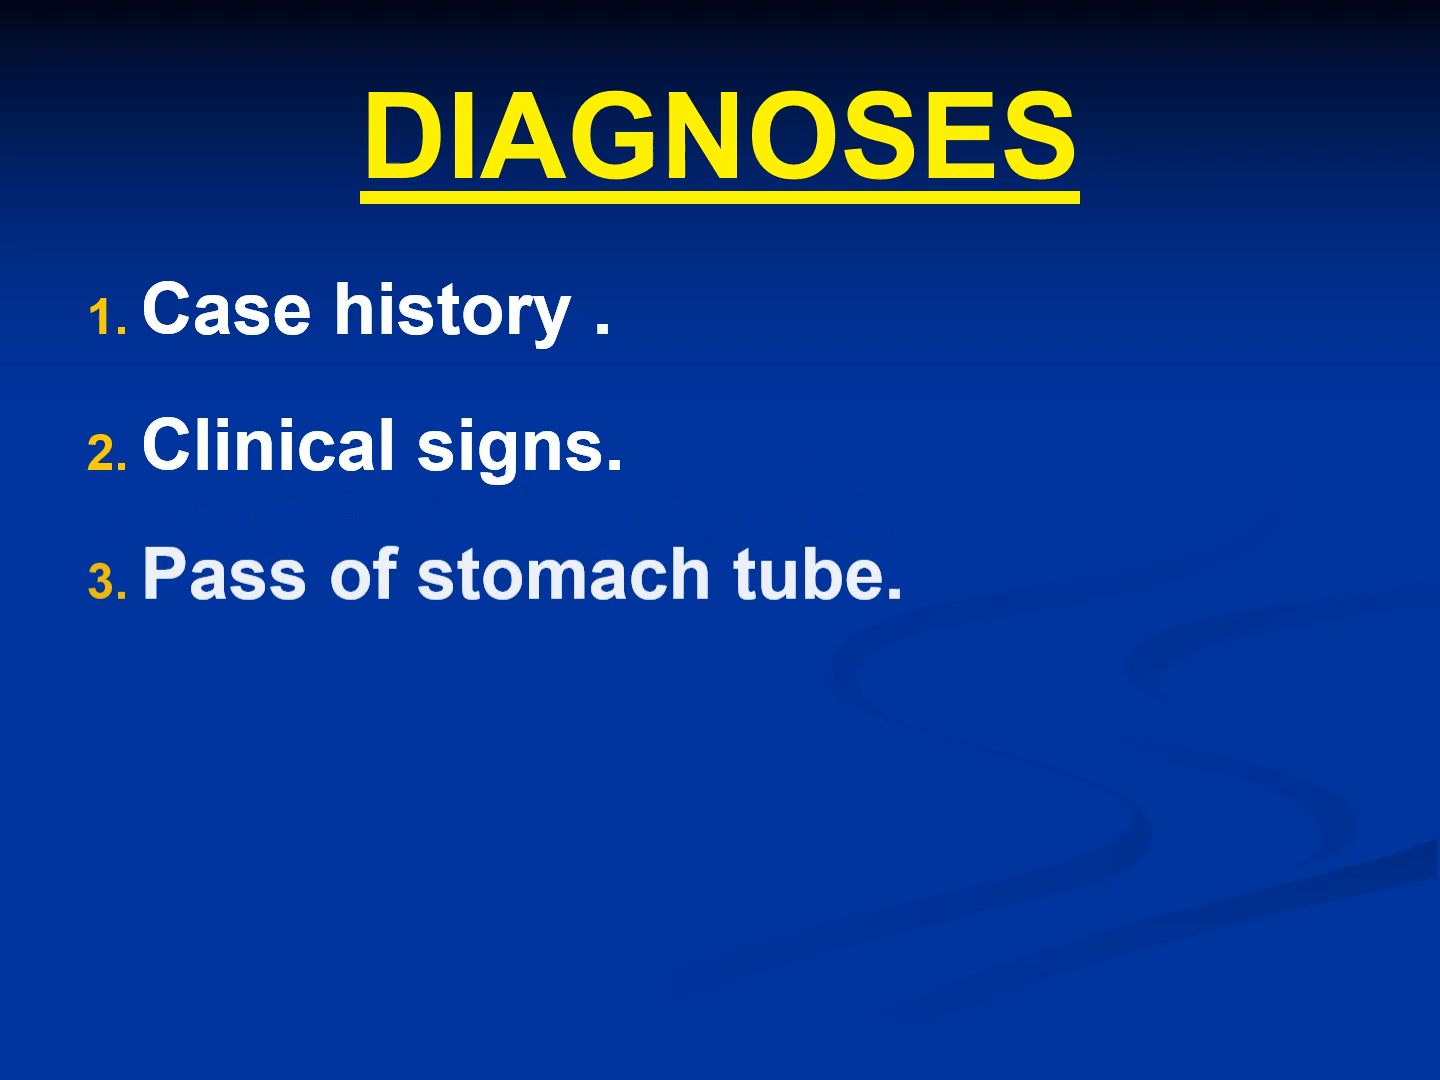 DIAGNOSES
1. Case history .
2. Clinical signs.
3. Pass of stomach tube.